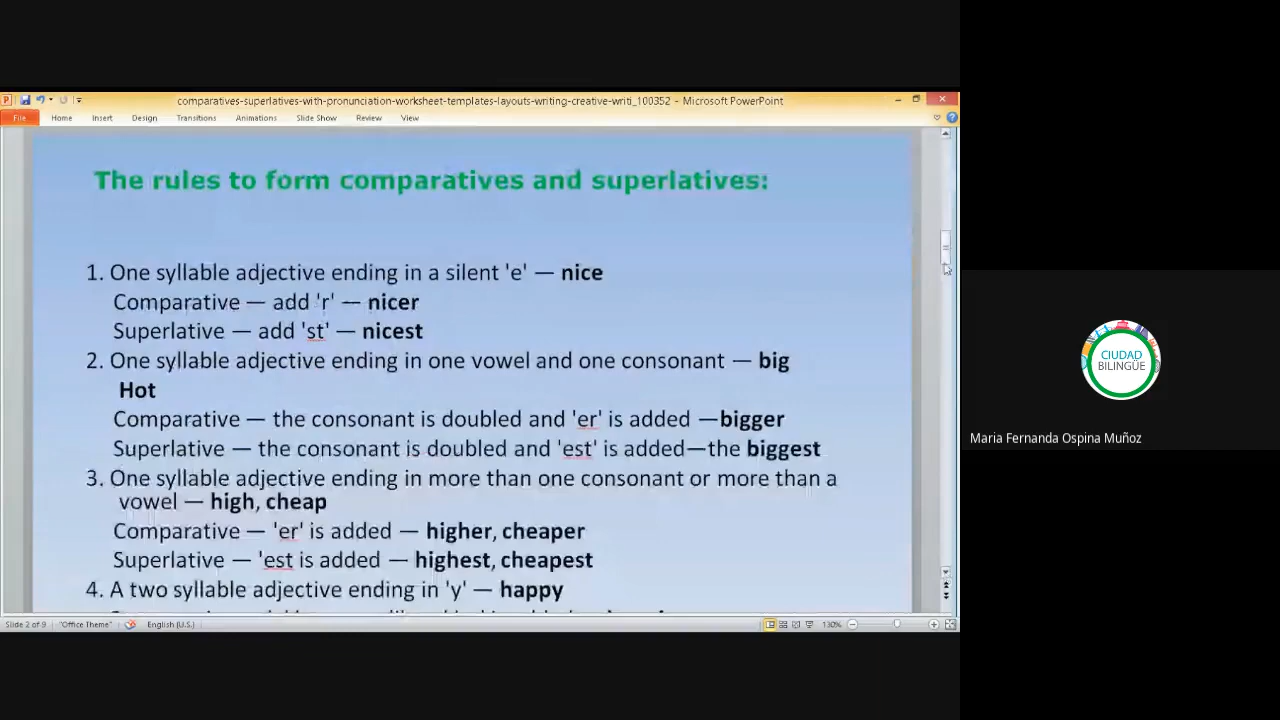 comparatives-superlatives-with-pronunciation-worksheet-templates-layouts-writing-creative-writi_100352 - Microsoft PowerPoint
File Home Insert Design Transitions Animations Slide Show Review View
The rules to form comparatives and superlatives:
1. One syllable adjective ending in a silent 'e' — nice
Comparative — add 'r' — nicer
Superlative — add 'st' — nicest
2. One syllable adjective ending in one vowel and one consonant — big
Hot
Comparative — the consonant is doubled and 'er' is added —bigger
Superlative — the consonant is doubled and 'est' is added—the biggest
3. One syllable adjective ending in more than one consonant or more than a
vowel — high, cheap
Comparative — 'er' is added — higher, cheaper
Superlative — 'est is added — highest, cheapest
4. A two syllable adjective ending in 'y' — happy
Slide 2 of 9 "Office Theme" English (U.S.) 130%
CIUDAD
BILINGÜE
Maria Fernanda Ospina Muñoz